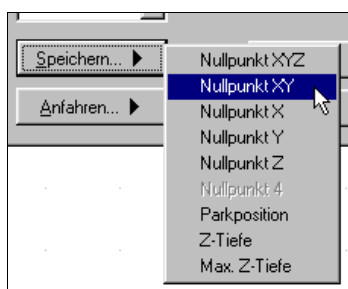 Speichern...
Anfahren...
Nullpunkt XYZ
Nullpunkt XY
Nullpunkt X
Nullpunkt Y
Nullpunkt Z
Nullpunkt 4
Parkposition
Z-Tiefe
Max. Z-Tiefe